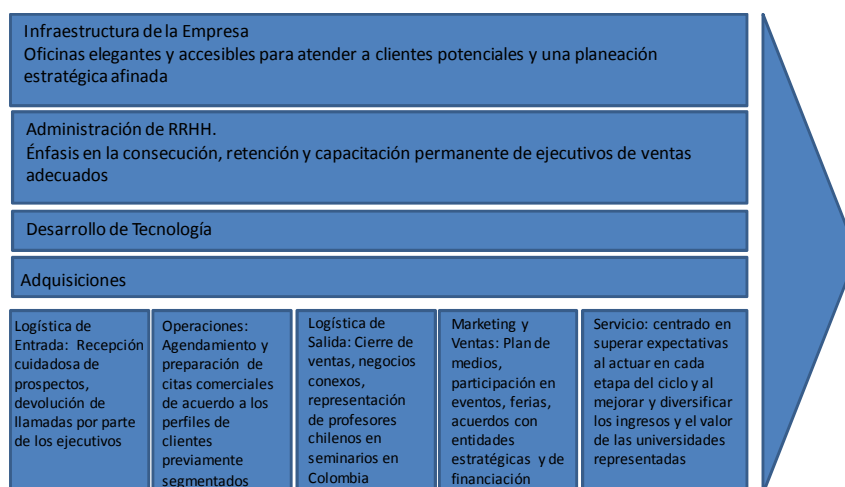 Infraestructura de la Empresa
Oficinas elegantes y accesibles para atender a clientes potenciales y una planeación
estratégica afinada
Administración de RRHH.
Énfasis en la consecución, retención y capacitación permanente de ejecutivos de ventas
adecuados
Desarrollo de Tecnología
Adquisiciones
Logística de
Entrada: Recepción
cuidadosa de
prospectos,
devolución de
llamadas por parte
de los ejecutivos
Operaciones:
Agendamiento y
preparación de
citas comerciales
de acuerdo a los
perfiles de
clientes
previamente
segmentados
Logística de
Salida: Cierre de
ventas, negocios
conexos,
representación
de profesores
chilenos en
seminarios en
Colombia
Marketing y
Ventas: Plan de
medios,
participación en
eventos, ferias,
acuerdos con
entidades
estratégicas y de
financiación
Servicio: centrado en
superar expectativas
al actuar en cada
etapa del ciclo y al
mejorar y diversificar
los ingresos y el valor
de las universidades
representadas